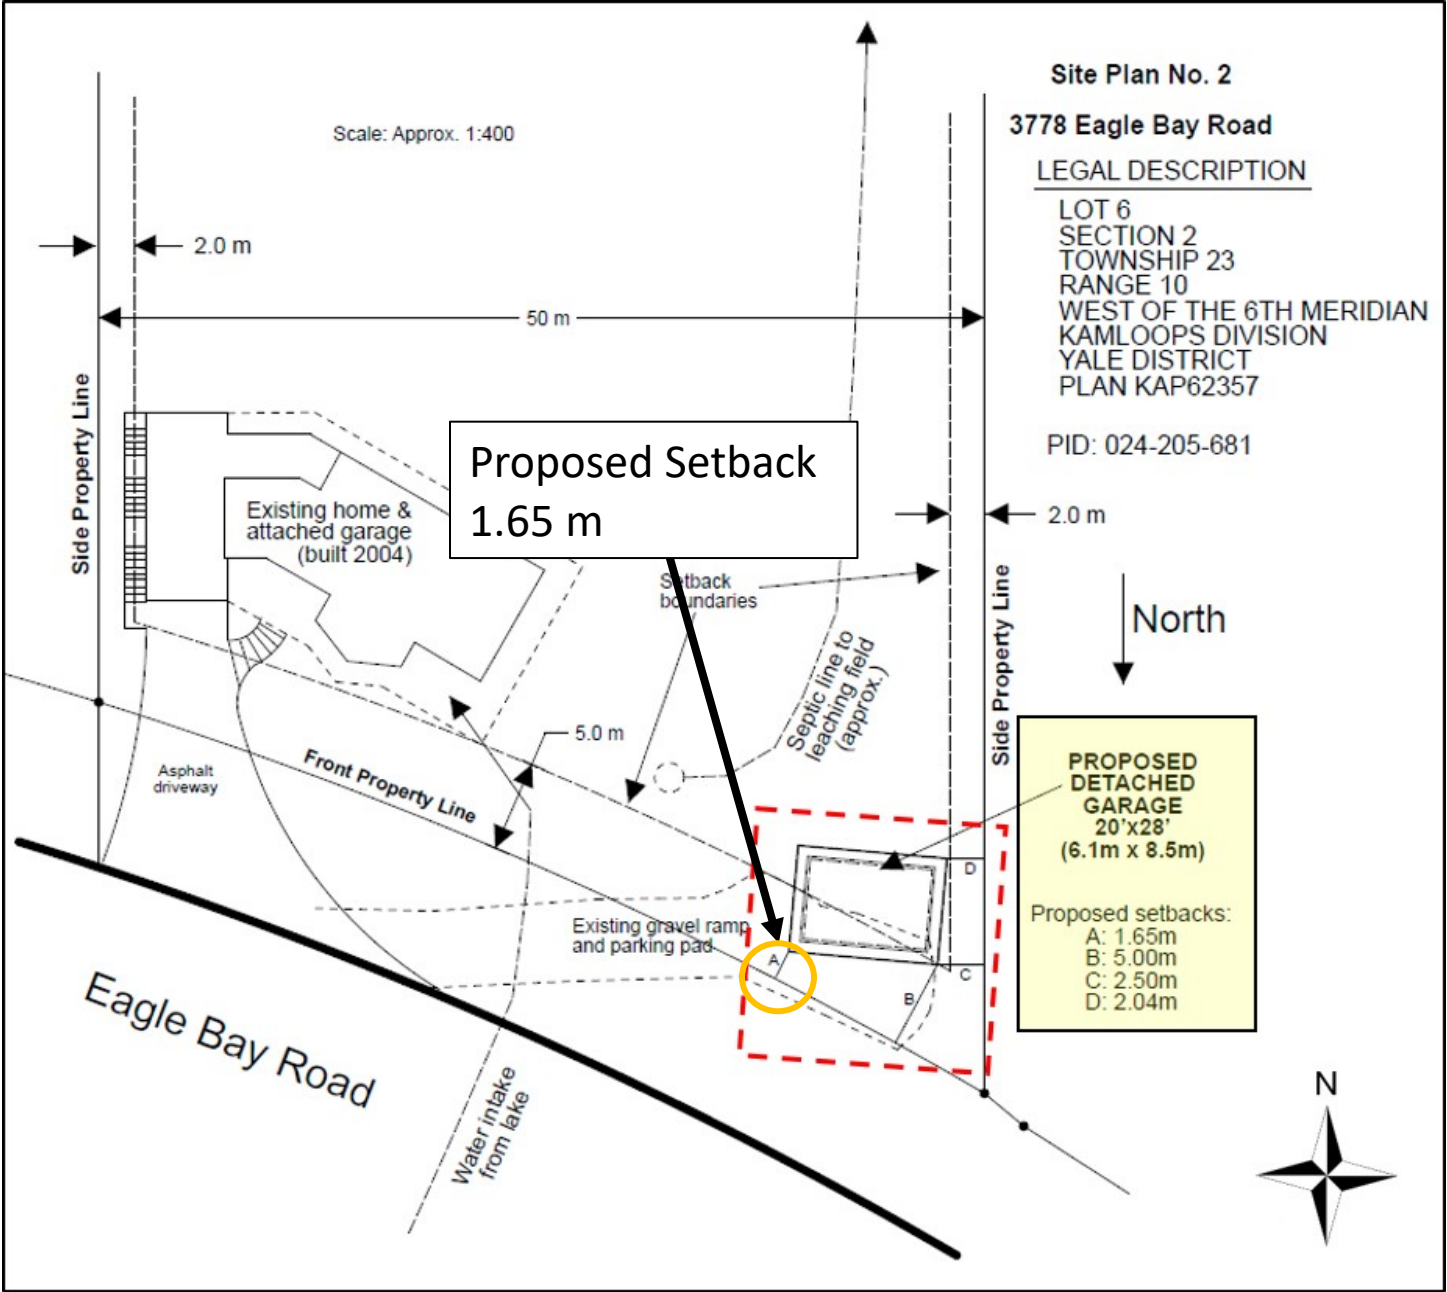 Site Plan No. 2
3778 Eagle Bay Road
LEGAL DESCRIPTION
LOT 6
SECTION 2
TOWNSHIP 23
RANGE 10
WEST OF THE 6TH MERIDIAN
KAMLOOPS DIVISION
YALE DISTRICT
PLAN KAP62357
PID: 024-205-681
Scale: Approx. 1:400
2.0 m
50 m
Side Property Line
Proposed Setback
1.65 m
Existing home &
attached garage
(built 2004)
2.0 m
Setback
boundaries
North
Side Property Line
Septic line to
leaching field
(approx.)
5.0 m
Front Property Line
Asphalt
driveway
PROPOSED
DETACHED
GARAGE
20'x28'
(6.1m x 8.5m)
Proposed setbacks:
A: 1.65m
B: 5.00m
C: 2.50m
D: 2.04m
D
Existing gravel ramp
and parking pad
A
C
B
Eagle Bay Road
Water intake
from lake
N